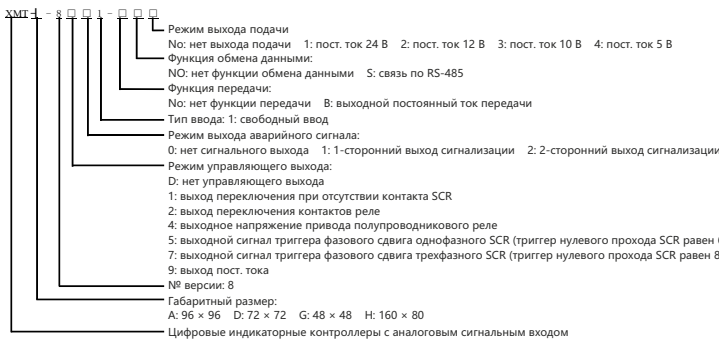 XMT□-8□□1-□□□
Режим выхода подачи
No: нет выхода подачи 1: пост. ток 24 В 2: пост. ток 12 В 3: пост. ток 10 В 4: пост. ток 5 В
Функция обмена данными:
NO: нет функции обмена данными S: связь по RS-485
Функция передачи:
No: нет функции передачи B: выходной постоянный ток передачи
Тип ввода: 1: свободный ввод
Режим выхода аварийного сигнала:
0: нет сигнального выхода 1: 1-сторонний выход сигнализации 2: 2-сторонний выход сигнализации
Режим управляющего выхода:
D: нет управляющего выхода
1: выход переключения при отсутствии контакта SCR
2: выход переключения контактов реле
4: выходное напряжение привода полупроводникового реле
5: выходной сигнал триггера фазового сдвига однофазного SCR (триггер нулевого прохода SCR равен
7: выходной сигнал триггера фазового сдвига трехфазного SCR (триггер нулевого прохода SCR равен 8
9: выход пост. тока
№ версии: 8
Габаритный размер:
A: 96 × 96 D: 72 × 72 G: 48 × 48 H: 160 × 80
Цифровые индикаторные контроллеры с аналоговым сигнальным входом